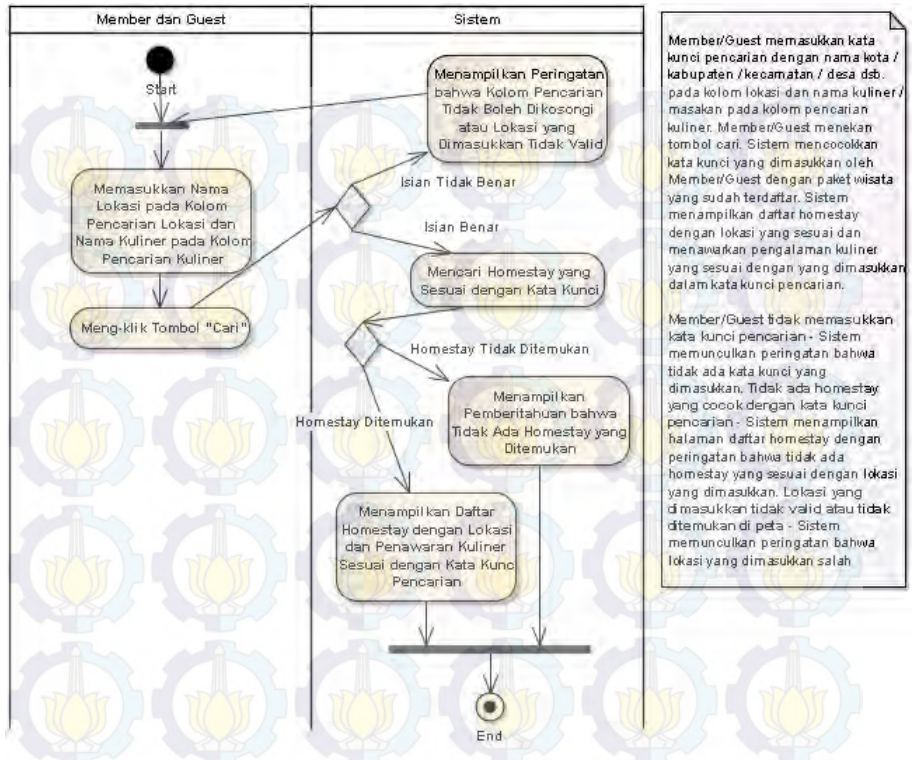 Member dan Guest
Sistem
Start
Menampilkan Peringatan
bahwa Kolom Pencarian
Tidak Boleh Dikosongi
atau Lokasi yang
Dimasukkan Tidak Valid
Memasukkan Nama
Lokasi pada Kolom
Pencarian Lokasi dan
Nama Kuliner pada Kolom
Pencarian Kuliner
Isian Tidak Benar
Isian Benar
Mencari Homestay yang
Sesuai dengan Kata Kunci
Meng-klik Tombol "Cari"
Homestay Tidak Ditemukan
Menampilkan
Pemberitahuan bahwa
Tidak Ada Homestay yang
Ditemukan
Homestay Ditemukan
Menampilkan Daftar
Homestay dengan Lokasi
dan Penawaran Kuliner
Sesuai dengan Kata Kunc
Pencarian
End
Member/Guest memasukkan kata
kunci pencarian dengan nama kota /
kabupaten / kecamatan / desa dsb.
pada kolom lokasi dan nama kuliner /
masakan pada kolom pencarian
kuliner. Member/Guest menekan
tombol cari. Sistem mencocokkan
kata kunci yang dimasukkan oleh
Member/Guest dengan paket wisata
yang sudah terdaftar. Sistem
menampilkan daftar homestay
dengan lokasi yang sesuai dan
menawarkan pengalaman kuliner
yang sesuai dengan yang dimasukkan
dalam kata kunci pencarian.
Member/Guest tidak memasukkan
kata kunci pencarian - Sistem
memunculkan peringatan bahwa
tidak ada kata kunci yang
dimasukkan. Tidak ada homestay
yang cocok dengan kata kunci
pencarian - Sistem menampilkan
halaman daftar homestay dengan
peringatan bahwa tidak ada
homestay yang sesuai dengan lokasi
yang dimasukkan. Lokasi yang
dimasukkan tidak valid atau tidak
ditemukan di peta - Sistem
memunculkan peringatan bahwa
lokasi yang dimasukkan salah